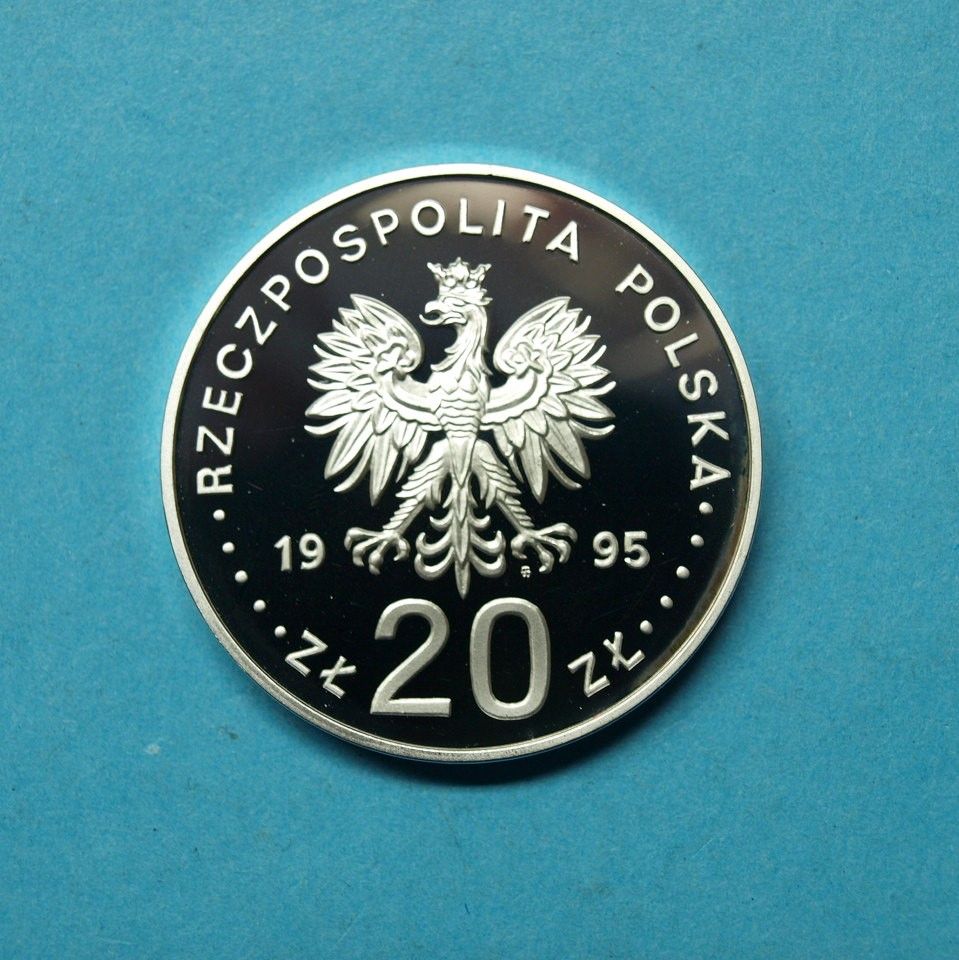 RZECZPOSPOLITA POLSKA
19 95
ZŁ 20 ZŁ